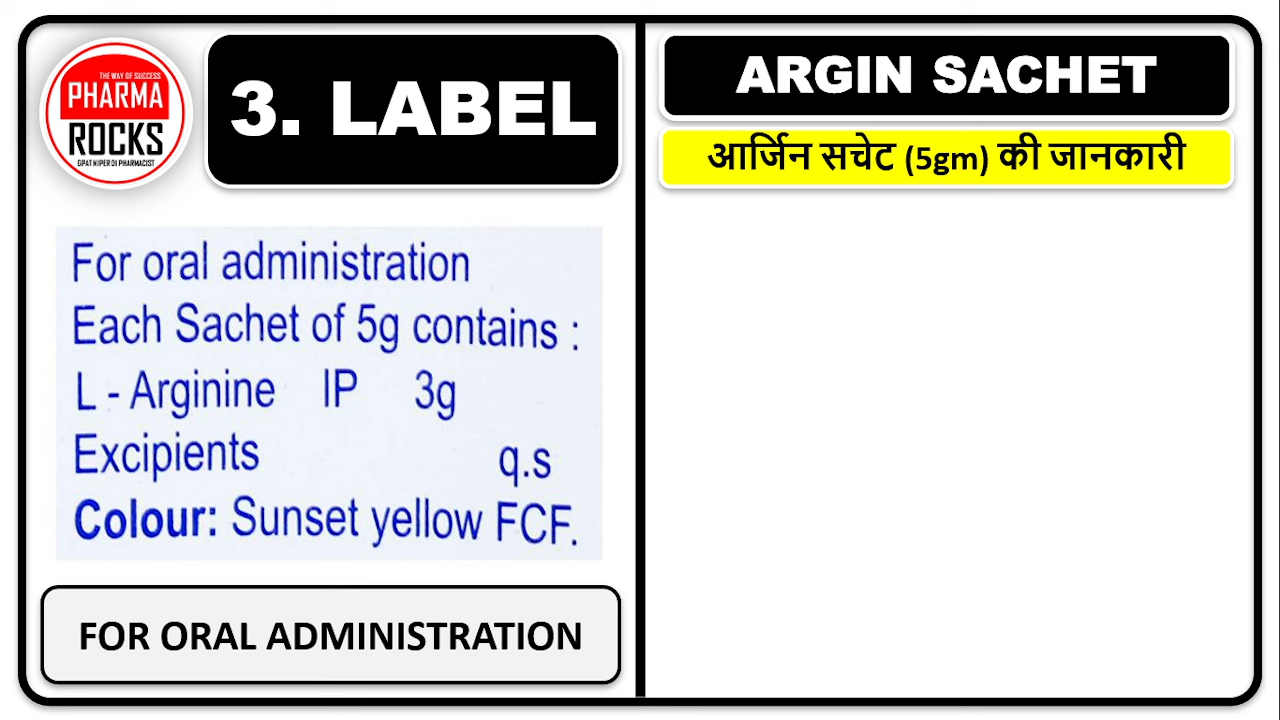 THE WAY OF SUCCESS
PHARMA
ROCKS
GPAT NIPER DI PHARMACIST
3. LABEL
For oral administration
Each Sachet of 5g contains :
L - Arginine IP 3g
Excipients q.s
Colour: Sunset yellow FCF.
FOR ORAL ADMINISTRATION
ARGIN SACHET
आर्जिन सचेट (5gm) की जानकारी